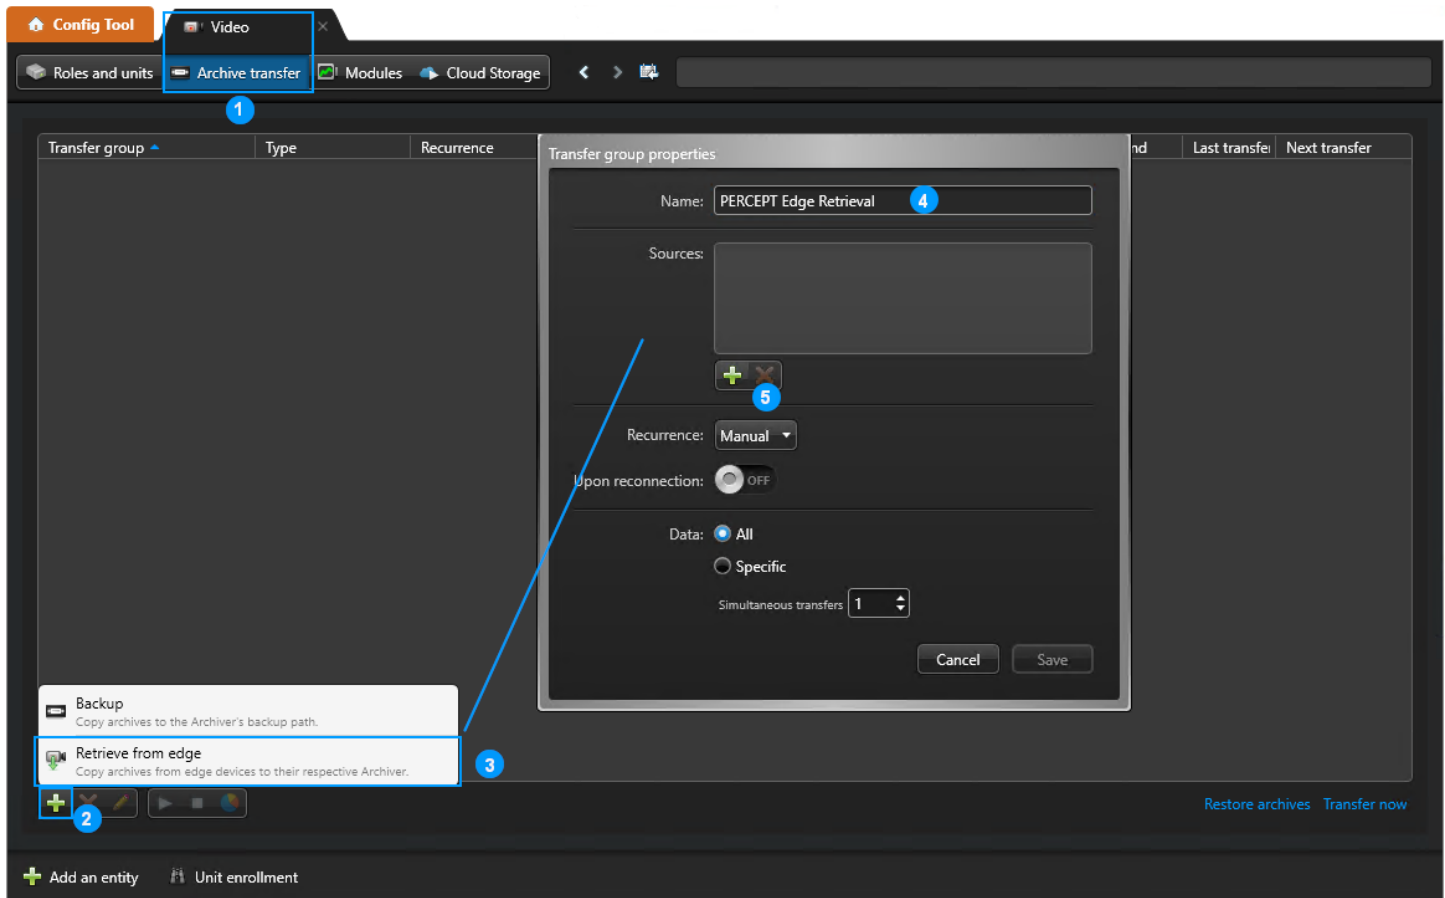 Config Tool
Video
Roles and units
Archive transfer
Modules
Cloud Storage
1
Transfer group
Type
Recurrence
nd
Last transfe
Next transfer
Transfer group properties
Name:
PERCEPT Edge Retrieval
4
Sources:
5
Recurrence:
Manual
Upon reconnection:
OFF
Data:
All
Specific
Simultaneous transfers
1
Cancel
Save
Backup
Copy archives to the Archiver's backup path.
Retrieve from edge
Copy archives from edge devices to their respective Archiver.
3
2
Restore archives
Transfer now
Add an entity
Unit enrollment